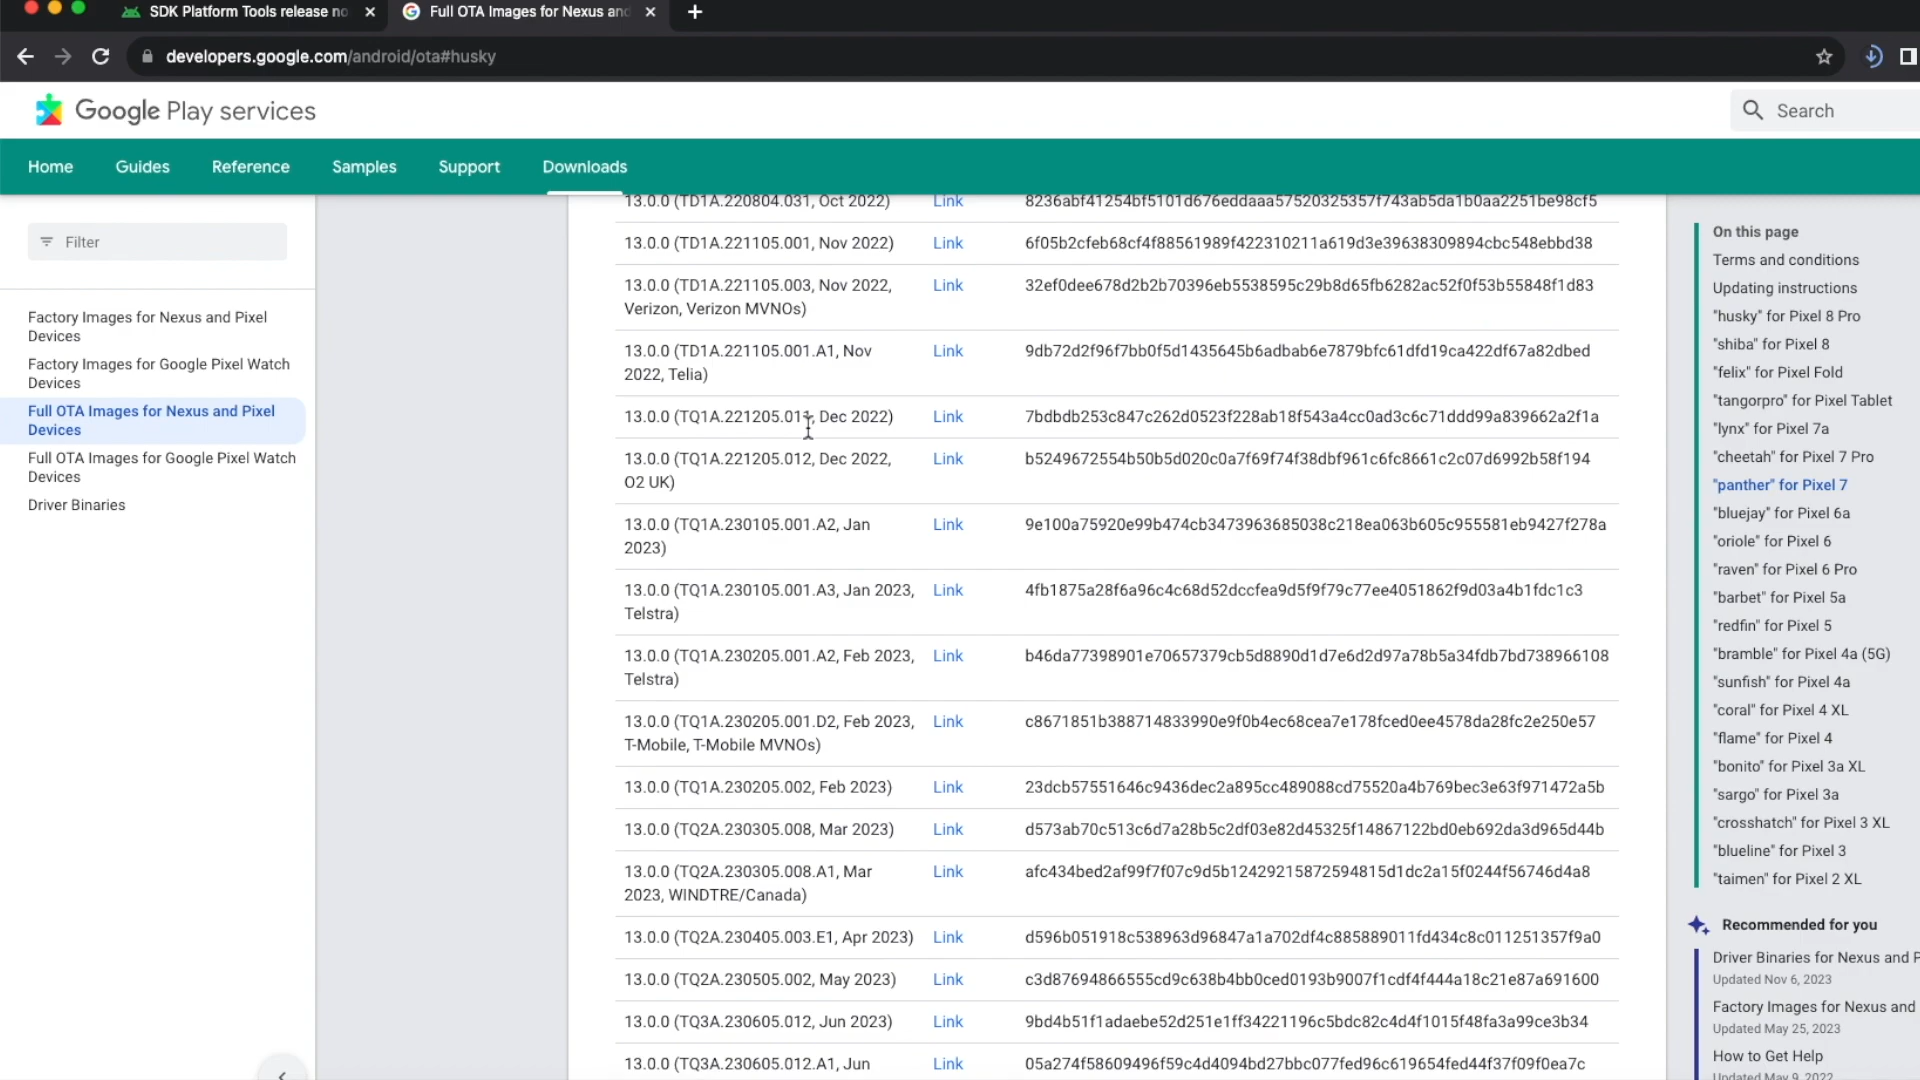 SDK Platform Tools release no
Full OTA Images for Nexus and
developers.google.com/android/ota#husky
Google Play services
Search
Home Guides Reference Samples Support Downloads
Filter
Factory Images for Nexus and Pixel
Devices
Factory Images for Google Pixel Watch
Devices
Full OTA Images for Nexus and Pixel
Devices
Full OTA Images for Google Pixel Watch
Devices
Driver Binaries
13.0.0 (TD1A.220804.031, Oct 2022) Link 8236abf41254bf5101d676eddaaa57520325357f743ab5da1b0aa2251be98cf5
13.0.0 (TD1A.221105.001, Nov 2022) Link 6f05b2cfeb68cf4f88561989f422310211a619d3e39638309894cbc548ebbd38
13.0.0 (TD1A.221105.003, Nov 2022, Link 32ef0dee678d2b2b70396eb5538595c29b8d65fb6282ac52f0f53b55848f1d83
Verizon, Verizon MVNOs)
13.0.0 (TD1A.221105.001.A1, Nov Link 9db72d2f96f7bb0f5d1435645b6adbab6e7879bfc61dfd19ca422df67a82dbed
2022, Telia)
13.0.0 (TQ1A.221205.011, Dec 2022) Link 7bdbdb253c847c262d0523f228ab18f543a4cc0ad3c6c71ddd99a839662a2f1a
13.0.0 (TQ1A.221205.012, Dec 2022, Link b5249672554b50b5d020c0a7f69f74f38dbf961c6fc8661c2c07d6992b58f194
O2 UK)
13.0.0 (TQ1A.230105.001.A2, Jan Link 9e100a75920e99b474cb3473963685038c218ea063b605c955581eb9427f278a
2023)
13.0.0 (TQ1A.230105.001.A3, Jan 2023, Link 4fb1875a28f6a96c4c68d52dccfea9d5f9f79c77ee4051862f9d03a4b1fdc1c3
Telstra)
13.0.0 (TQ1A.230205.001.A2, Feb 2023, Link b46da77398901e70657379cb5d8890d1d7e6d2d97a78b5a34fdb7bd738966108
Telstra)
13.0.0 (TQ1A.230205.001.D2, Feb 2023, Link c8671851b388714833990e9f0b4ec68cea7e178fced0ee4578da28fc2e250e57
T-Mobile, T-Mobile MVNOs)
13.0.0 (TQ1A.230205.002, Feb 2023) Link 23dcb57551646c9436dec2a895cc489088cd75520a4b769bec3e63f971472a5b
13.0.0 (TQ2A.230305.008, Mar 2023) Link d573ab70c513c6d7a28b5c2df03e82d45325f14867122bd0eb692da3d965d44b
13.0.0 (TQ2A.230305.008.A1, Mar Link afc434bed2af99f7f07c9d5b12429215872594815d1dc2a15f0244f56746d4a8
2023, WINDTRE/Canada)
13.0.0 (TQ2A.230405.003.E1, Apr 2023) Link d596b051918c538963d96847a1a702df4c885889011fd434c8c011251357f9a0
13.0.0 (TQ2A.230505.002, May 2023) Link c3d87694866555cd9c638b4bb0ced0193b9007f1cdf4f444a18c21e87a691600
13.0.0 (TQ3A.230605.012, Jun 2023) Link 9bd4b51f1adaebe52d251e1ff34221196c5bdc82c4d4f1015f48fa3a99ce3b34
13.0.0 (TQ3A.230605.012.A1, Jun Link 05a274f58609496f59c4d4094bd27bbc077fed96c619654fed44f37f09f0ea7c
On this page
Terms and conditions
Updating instructions
"husky" for Pixel 8 Pro
"shiba" for Pixel 8
"felix" for Pixel Fold
"tangorpro" for Pixel Tablet
"lynx" for Pixel 7a
"cheetah" for Pixel 7 Pro
"panther" for Pixel 7
"bluejay" for Pixel 6a
"oriole" for Pixel 6
"raven" for Pixel 6 Pro
"barbet" for Pixel 5a
"redfin" for Pixel 5
"bramble" for Pixel 4a (5G)
"sunfish" for Pixel 4a
"coral" for Pixel 4 XL
"flame" for Pixel 4
"bonito" for Pixel 3a XL
"sargo" for Pixel 3a
"crosshatch" for Pixel 3 XL
"blueline" for Pixel 3
"taimen" for Pixel 2 XL
Recommended for you
Driver Binaries for Nexus and P
Updated Nov 6, 2023
Factory Images for Nexus and
Updated May 25, 2023
How to Get Help
Updated May 9, 2022